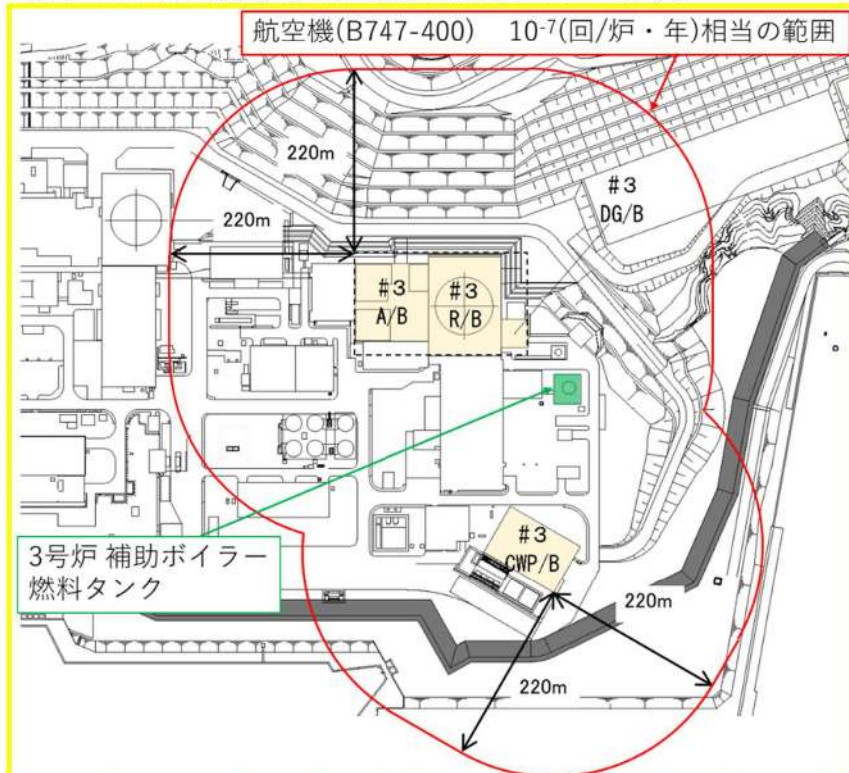 航空機(B747-400) 10⁻⁷(回/炉・年)相当の範囲
220m
220m
#3
DG/B
#3
A/B
#3
R/B
#3
CWP/B
3号炉 補助ボイラー
燃料タンク
220m
220m